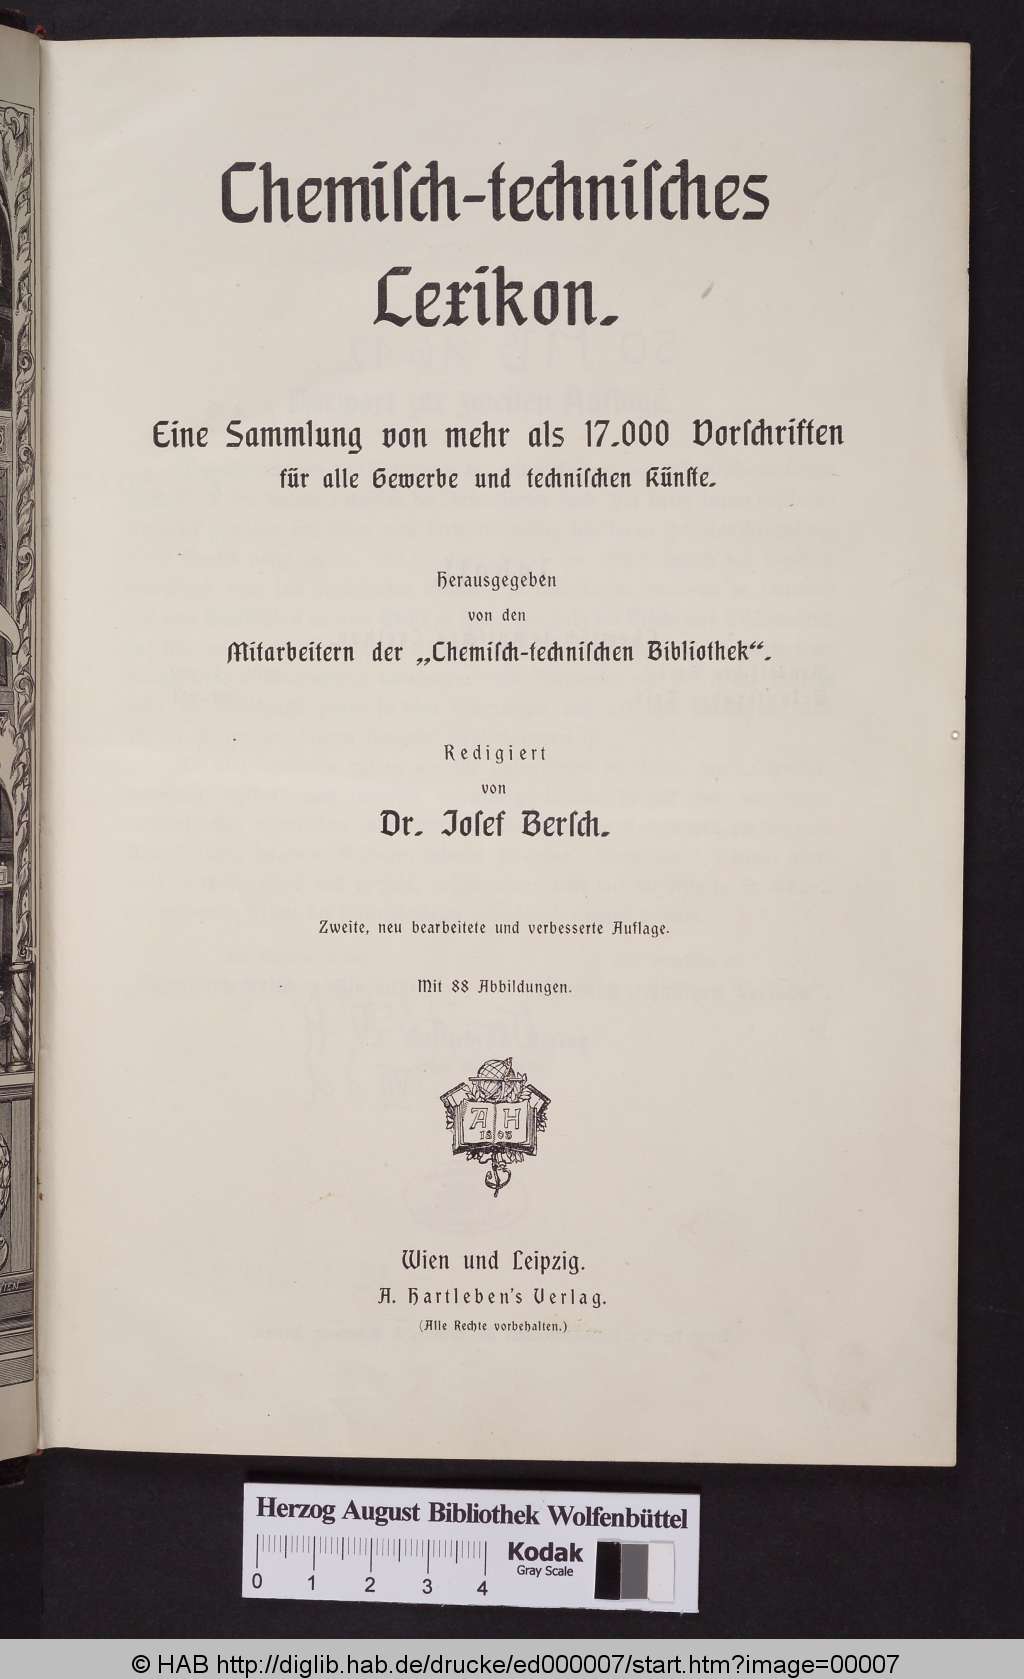 Chemiſch-techniſches
Lexikon.
Eine Sammlung von mehr als 17.000 Vorſchriften
für alle Gewerbe und techniſchen Künſte.
Herausgegeben
von den
Mitarbeitern der „Chemiſch-techniſchen Bibliothek“.
Redigiert
von
Dr. Joſef Berſch.
Zweite, neu bearbeitete und verbesserte Auflage.
Mit 88 Abbildungen.
A H
1803
Wien und Leipzig.
A. Hartleben's Verlag.
(Alle Rechte vorbehalten.)
Herzog August Bibliothek Wolfenbüttel
Kodak
Gray Scale
0 1 2 3 4
© HAB http://diglib.hab.de/drucke/ed000007/start.htm?image=00007